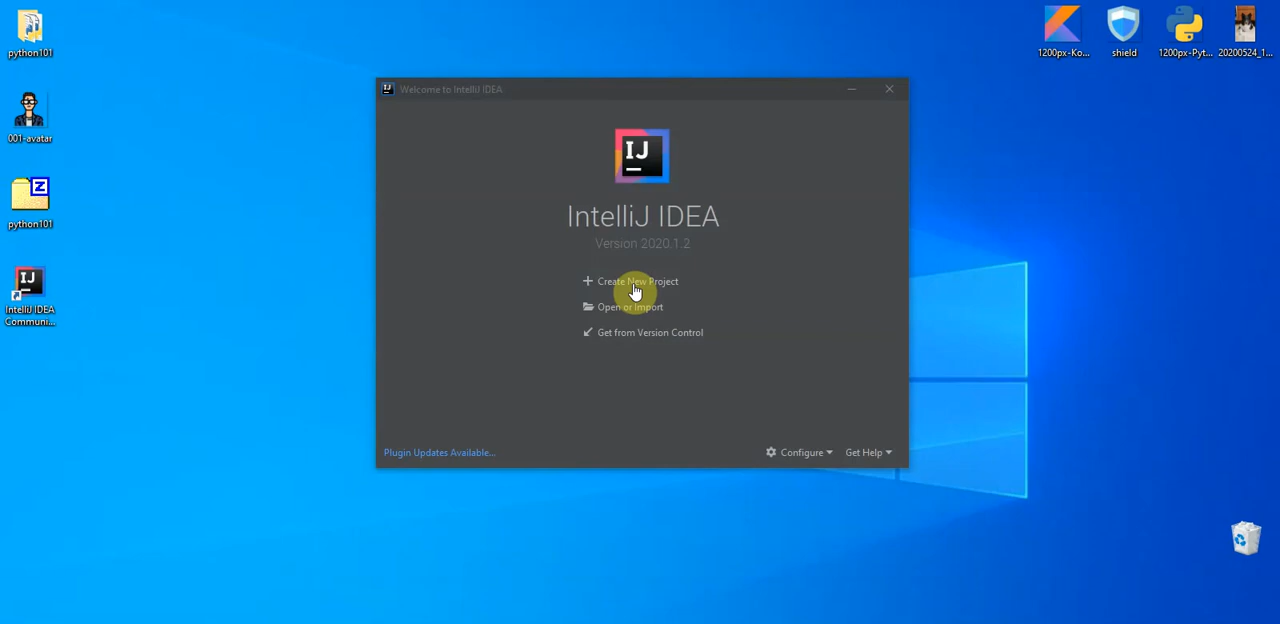 python101
001-avatar
python101
IntelliJ IDEA
Communi...
1200px-Ko...
shield
1200px-Pyt...
20200524_1...
Welcome to IntelliJ IDEA
IJ
IntelliJ IDEA
Version 2020.1.2
Create New Project
Open or Import
Get from Version Control
Plugin Updates Available...
Configure
Get Help